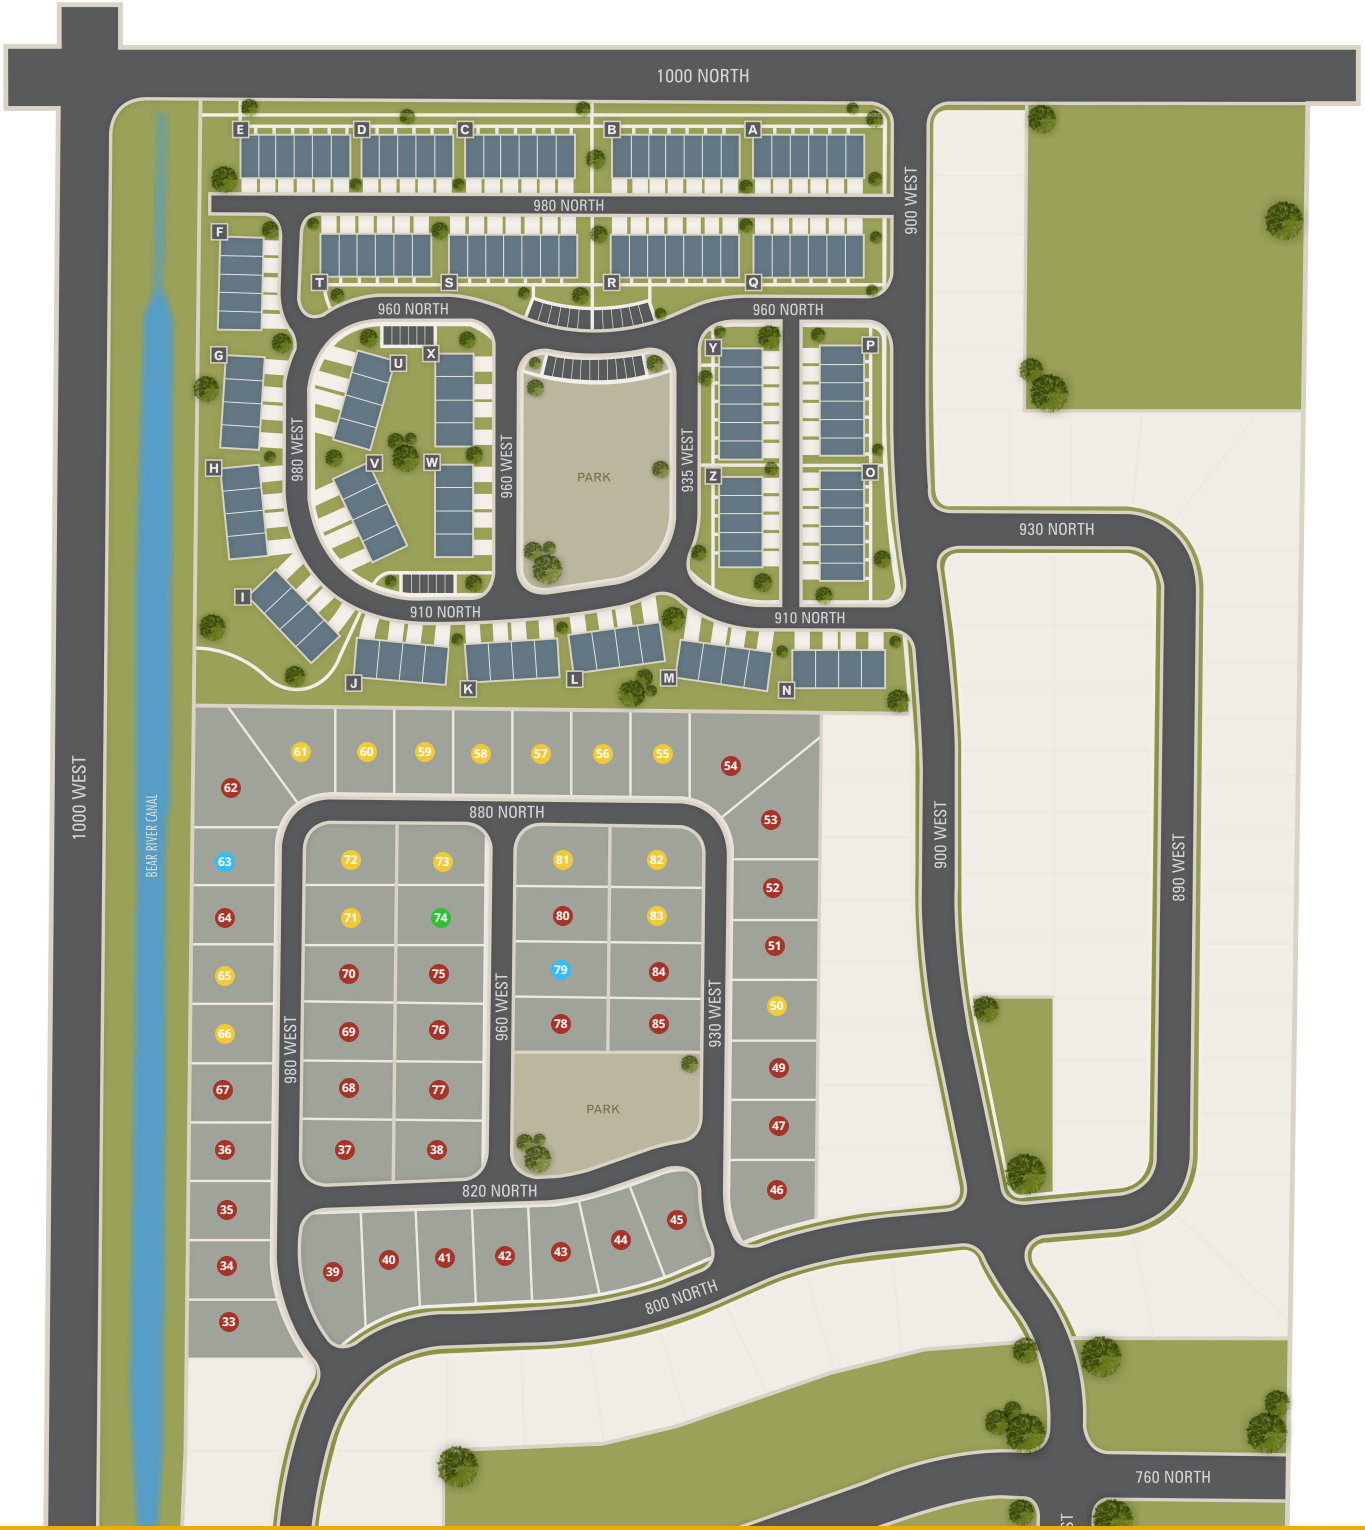 1000 NORTH
E
D
C
B
A
900 WEST
980 NORTH
F
T
S
R
Q
960 NORTH
960 NORTH
G
U
X
Y
P
H
V
W
Z
O
980 WEST
960 WEST
935 WEST
PARK
930 NORTH
I
910 NORTH
910 NORTH
J
K
L
M
N
1000 WEST
BEAR RIVER CANAL
61
60
59
58
57
56
55
54
62
53
880 NORTH
900 WEST
890 WEST
63
72
73
81
82
52
64
71
74
80
83
51
65
70
75
79
84
50
66
69
76
78
85
49
980 WEST
960 WEST
930 WEST
67
68
77
PARK
47
36
37
38
46
820 NORTH
35
45
34
39
40
41
42
43
44
33
800 NORTH
760 NORTH